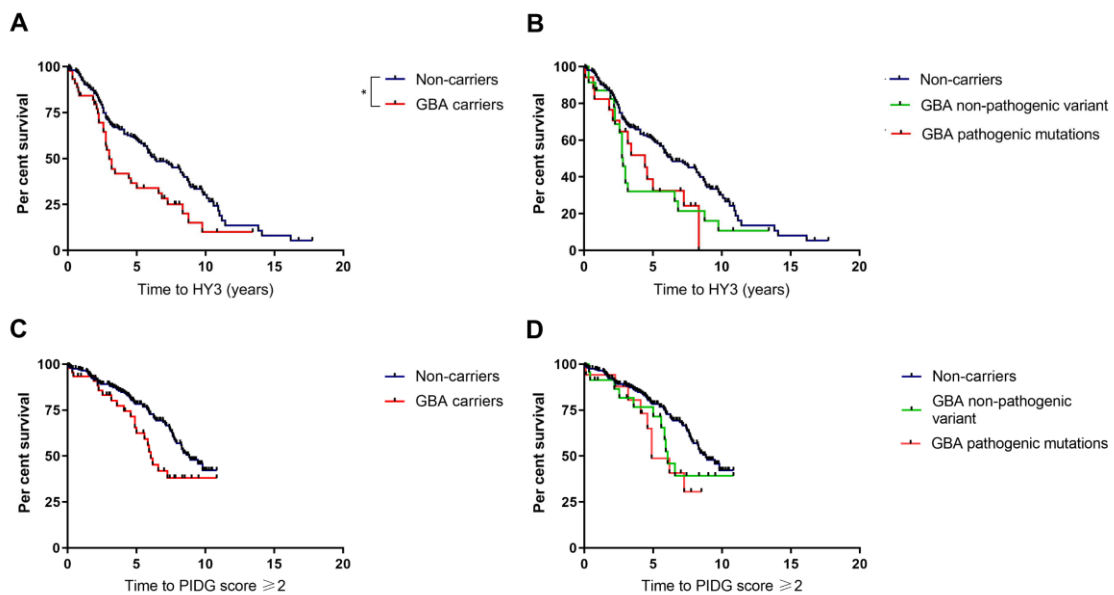 A
Per cent survival
100
75
50
25
0
0 5 10 15 20
Time to HY3 (years)
*
Non-carriers
GBA carriers
B
Per cent survival
100
80
60
40
20
0
0 5 10 15 20
Time to HY3 (years)
Non-carriers
GBA non-pathogenic variant
GBA pathogenic mutations
C
Per cent survival
100
75
50
25
0
0 5 10 15 20
Time to PIDG score ≥2
Non-carriers
GBA carriers
D
Per cent survival
100
75
50
25
0
0 5 10 15 20
Time to PIDG score ≥2
Non-carriers
GBA non-pathogenic
variant
GBA pathogenic mutations